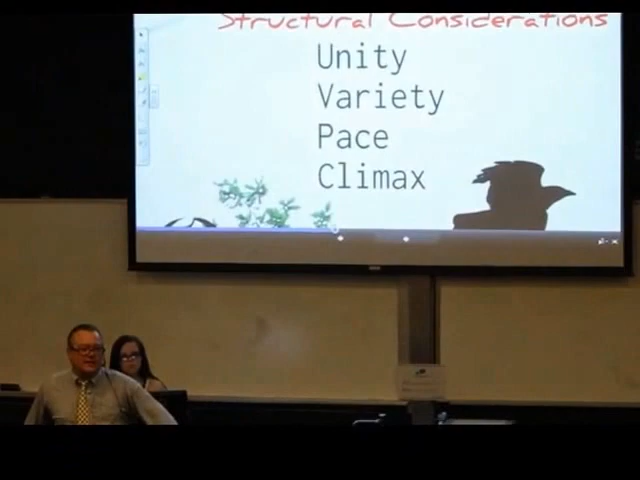 Structural Considerations
Unity
Variety
Pace
Climax